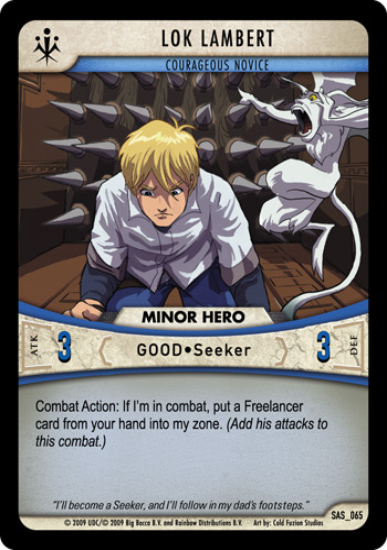 LOK LAMBERT
COURAGEOUS NOVICE
MINOR HERO
ATK 3
GOOD•Seeker
3 DEF
Combat Action: If I'm in combat, put a Freelancer
card from your hand into my zone. (Add his attacks to
this combat.)
"I'll become a Seeker, and I'll follow in my dad's footsteps."
SAS_065
© 2009 UDC/© 2009 Big Bocca B.V. and Rainbow Distributions B.V. Art by: Cold Fuzion Studios